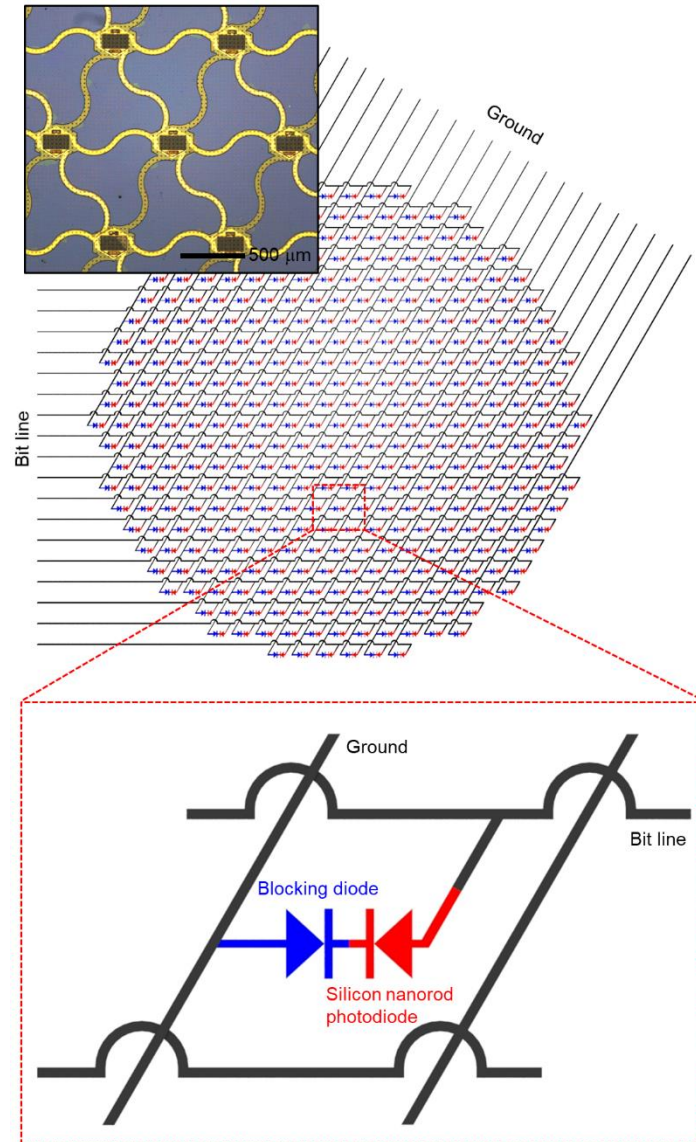 500 μm
Ground
Bit line
Ground
Bit line
Blocking diode
Silicon nanorod
photodiode